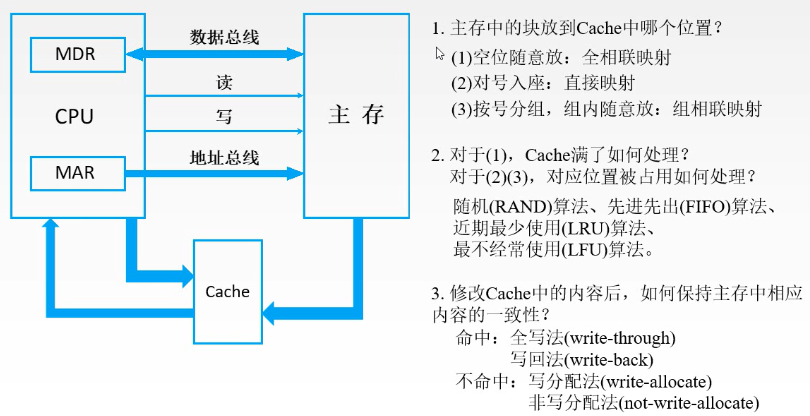 MDR
CPU
MAR
数据总线
读
写
地址总线
主存
Cache
1. 主存中的块放到Cache中哪个位置？
(1)空位随意放：全相联映射
(2)对号入座：直接映射
(3)按号分组，组内随意放：组相联映射
2. 对于(1)，Cache满了如何处理？
对于(2)(3)，对应位置被占用如何处理？
随机(RAND)算法、先进先出(FIFO)算法、
近期最少使用(LRU)算法、
最不经常使用(LFU)算法。
3. 修改Cache中的内容后，如何保持主存中相应
内容的一致性？
命中：全写法(write-through)
写回法(write-back)
不命中：写分配法(write-allocate)
非写分配法(not-write-allocate)